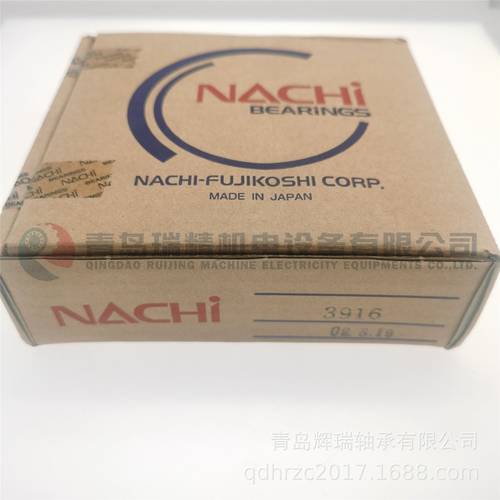 NACHi
BEARiNGS
NACHI-FUJIKOSHI CORP.
MADE IN JAPAN
NACHi
青岛瑞精机电设备有限公司
QINGDAO RUIJING MACHINE ELECTRICITY EQUIPMENTS CO.,LTD.
NACHi
3916
青岛辉瑞轴承有限公司
qdhrzc2017.1688.com